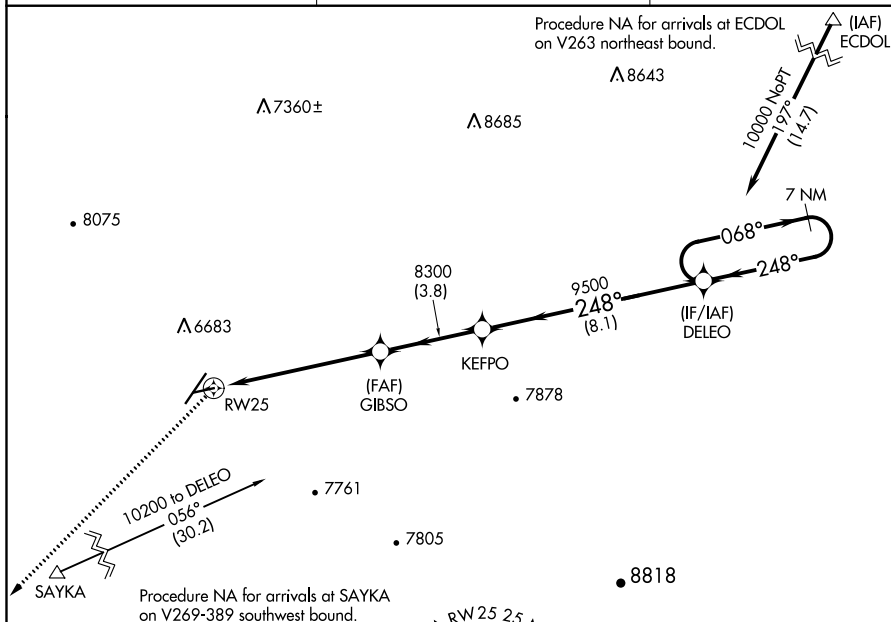 Procedure NA for arrivals at ECDOL
on V263 northeast bound.
(IAF)
ECDOL
8643
7360±
8685
10000 NoPT
197°
(14.7)
8075
7 NM
068°
248°
8300
(3.8)
9500
248°
(8.1)
(IF/IAF)
DELEO
6683
KEFPO
(FAF)
GIBSO
RW25
7878
10200 to DELEO
056°
(30.2)
7761
7805
SAYKA
8818
Procedure NA for arrivals at SAYKA
on V269-389 southwest bound.
RW 25 25